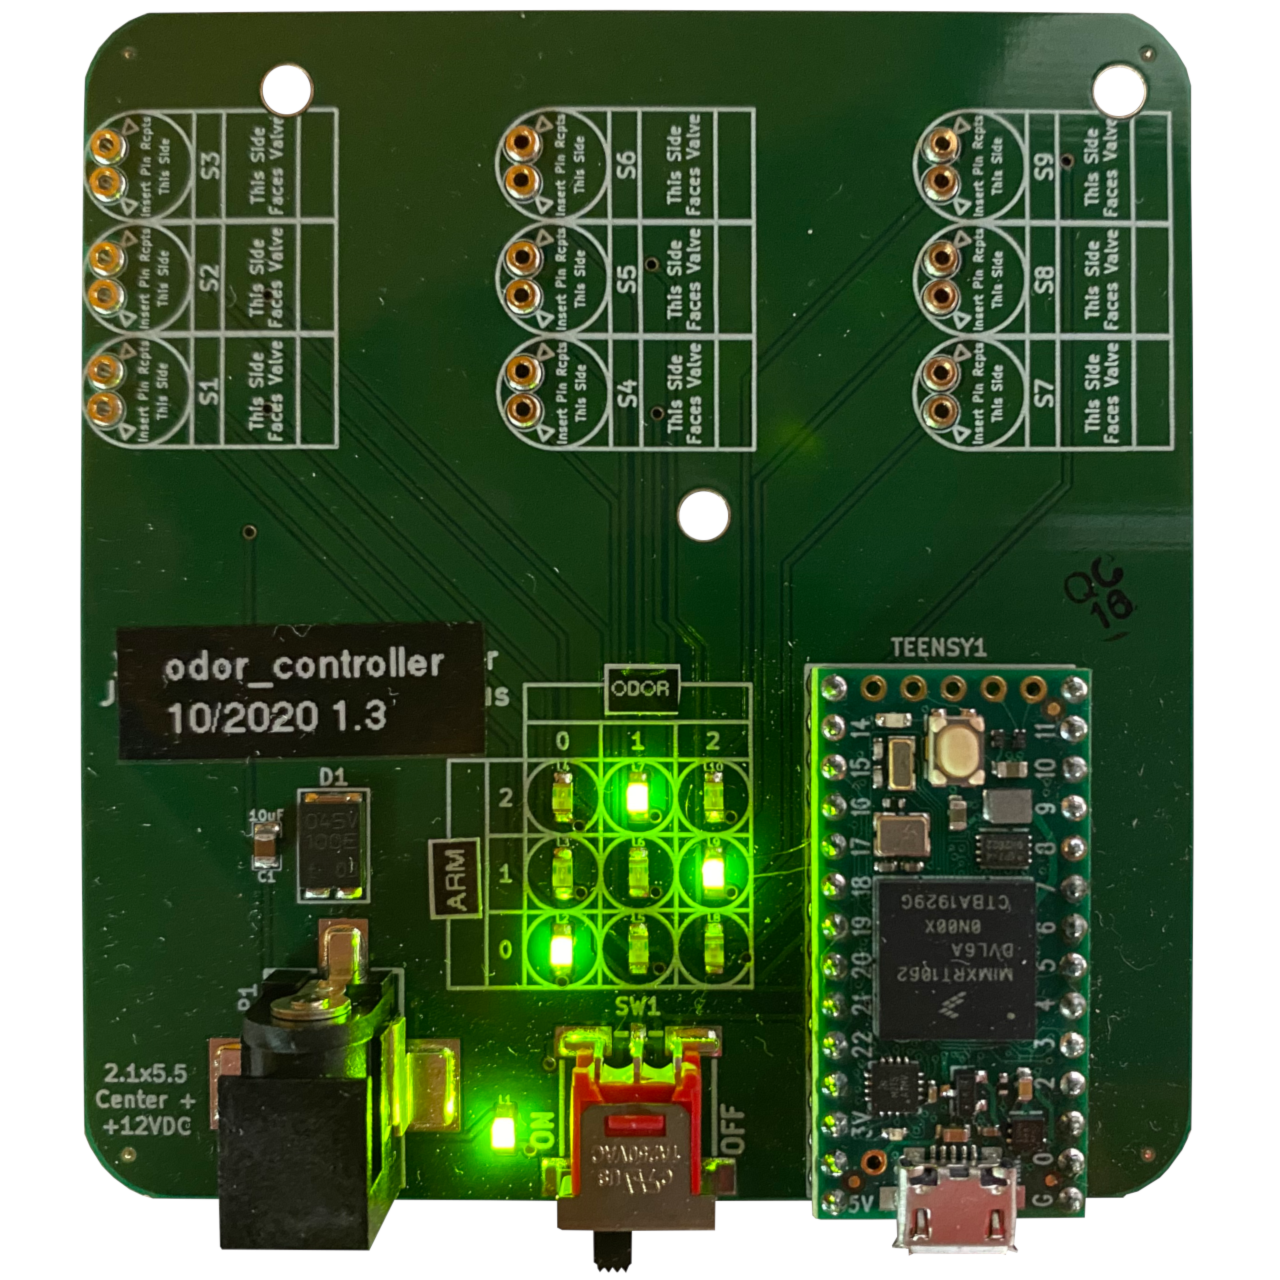 Insert Pin Rcpts
This Side
S3
This Side
Faces Valve
Insert Pin Rcpts
This Side
S6
This Side
Faces Valve
Insert Pin Rcpts
This Side
S9
This Side
Faces Valve
Insert Pin Rcpts
This Side
S2
This Side
Faces Valve
Insert Pin Rcpts
This Side
S5
This Side
Faces Valve
Insert Pin Rcpts
This Side
S8
This Side
Faces Valve
Insert Pin Rcpts
This Side
S1
This Side
Faces Valve
Insert Pin Rcpts
This Side
S4
This Side
Faces Valve
Insert Pin Rcpts
This Side
S7
This Side
Faces Valve
QC
18
odor_controller
10/2020 1.3
TEENSY1
ODOR
0 1 2
2
ARM
1
0
D1
10uF
C1
P1
2.1x5.5
Center +
+12VDC
L1
SW1
ON
OFF
14
15
16
17
18
19
20
21
22
3V
5V
11
10
9
8
7
6
5
4
3
2
0
G
MIMXRT1062
DVL6A
0N00X
CTBA1929G